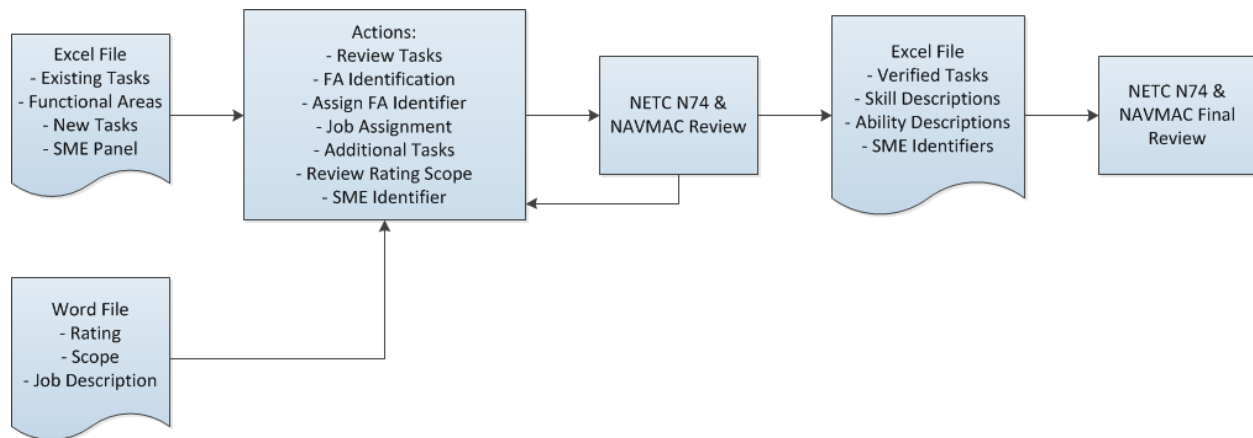 Excel File
- Existing Tasks
- Functional Areas
- New Tasks
- SME Panel
Actions:
- Review Tasks
- FA Identification
- Assign FA Identifier
- Job Assignment
- Additional Tasks
- Review Rating Scope
- SME Identifier
NETC N74 &
NAVMAC Review
Excel File
- Verified Tasks
- Skill Descriptions
- Ability Descriptions
- SME Identifiers
NETC N74 &
NAVMAC Final
Review
Word File
- Rating
- Scope
- Job Description